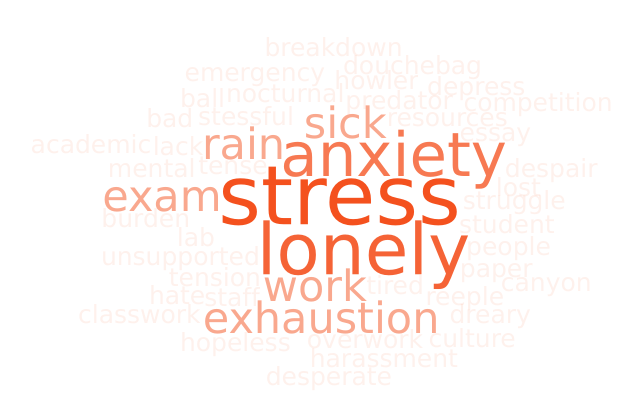 breakdown
douchebag
emergency howler depress
ball nocturnal predator competition
bad stessful sick resources
academic lack rain anxiety essay
mental tense despair
exam stress lost
struggle
burden student
lab lonely people
unsupported paper
tension work tired canyon
hate staff reeple
classwork exhaustion dreary
hopeless overwork culture
harassment
desperate